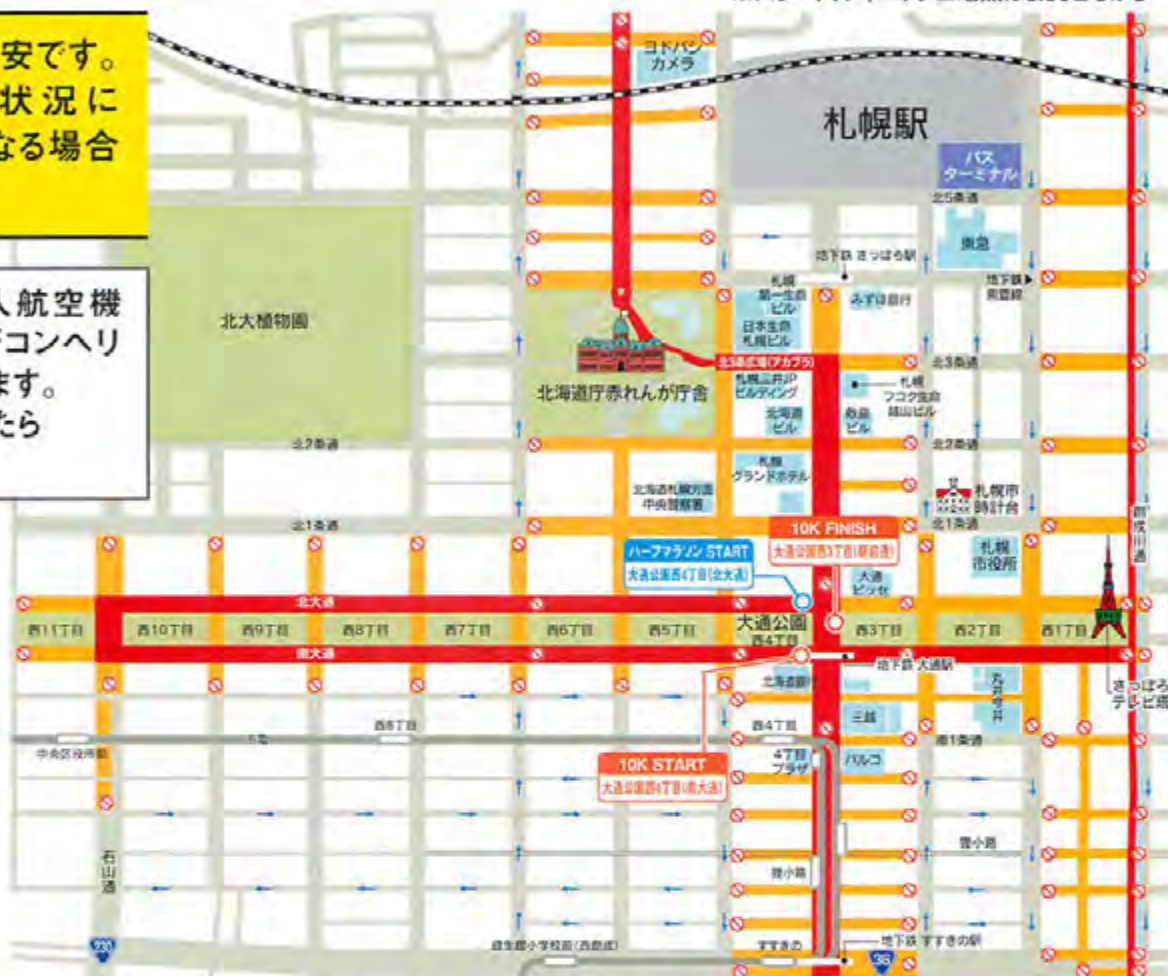 安です。
状況に
なる場合
人航空機
コンヘリ
ます。
たら
ヨドバシ
カメラ
札幌駅
バス
ターミナル
北5条通
東急
地下鉄 さっぽろ駅
地下鉄
東豊線
札幌
第一生命
ビル
みずほ銀行
日本生命
札幌ビル
北大植物園
北3条広場(アカプラ)
北3条通
北海道庁赤れんが庁舎
札幌三井JP
ビルディング
札幌
フコク生命
越山ビル
北海道
ビル
敷島
ビル
北2条通
北2条通
札幌
グランドホテル
北海道札幌方面
中央警察署
札幌市
時計台
北1条通
北1条通
創成川通
10K FINISH
大通公園西3丁目(駅前通)
ハーフマラソン START
大通公園西4丁目(北大通)
札幌
市役所
大通
ビッセ
北大通
西11丁目
西10丁目
西9丁目
西8丁目
西7丁目
西6丁目
西5丁目
大通公園
西4丁目
西3丁目
西2丁目
西1丁目
南大通
地下鉄 大通駅
北海道銀行
丸井今井
さっぽろ
テレビ塔
三越
西8丁目
西4丁目
南1条通
中央区役所前
4丁目
プラザ
パルコ
10K START
大通公園西4丁目(南大通)
石山通
狸小路
狸小路
230
資生館小学校前(西創成)
すすきの
地下鉄 すすきの駅
36